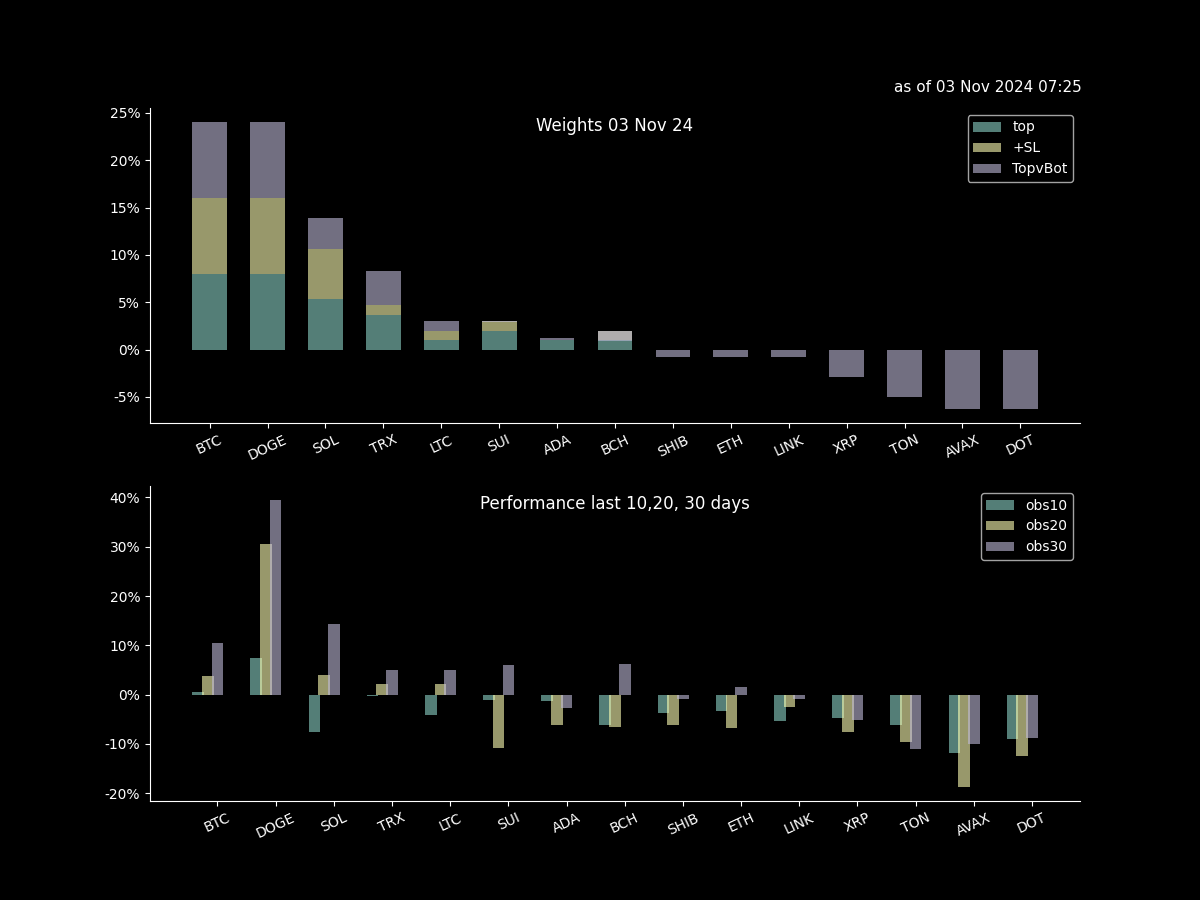 as of 03 Nov 2024 07:25
Weights 03 Nov 24
top
+SL
TopvBot
25%
20%
15%
10%
5%
0%
-5%
BTC DOGE SOL TRX LTC SUI ADA BCH SHIB ETH LINK XRP TON AVAX DOT
Performance last 10,20, 30 days
obs10
obs20
obs30
40%
30%
20%
10%
0%
-10%
-20%
BTC DOGE SOL TRX LTC SUI ADA BCH SHIB ETH LINK XRP TON AVAX DOT